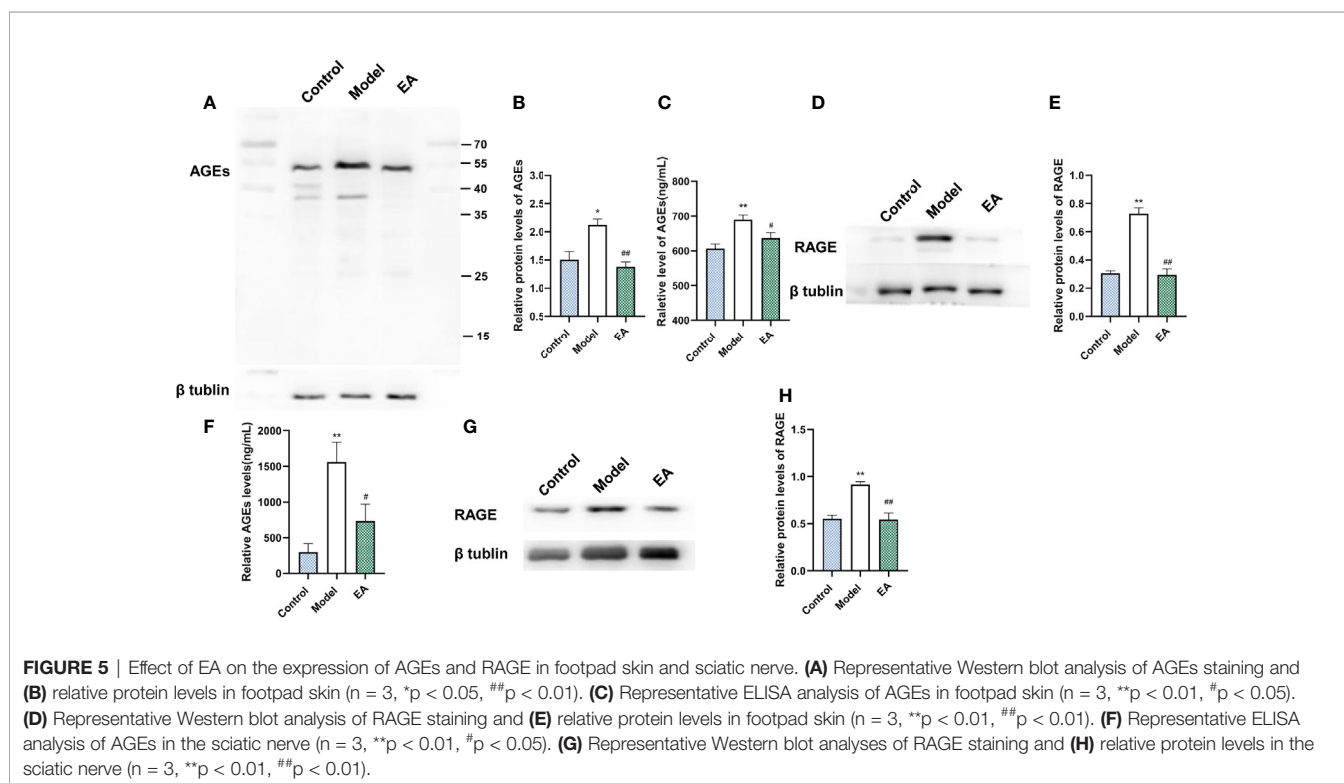 A
Control
Model
EA
AGEs
70
55
40
35
25
15
β tublin
B
Relative protein levels of AGEs
3.0
2.5
2.0
1.5
1.0
0.5
*
##
Control
Model
EA
C
Ralative level of AGEs(ng/mL)
800
700
600
500
400
**
#
Control
Model
EA
D
Control
Model
EA
RAGE
β tublin
E
Relative protein levels of RAGE
1.0
0.8
0.6
0.4
0.2
0.0
**
##
Control
Model
EA
F
Relative AGEs levels(ng/mL)
2000
1500
1000
500
0
**
#
Control
Model
EA
G
Control
Model
EA
RAGE
β tublin
H
Relative protein levels of RAGE
1.5
1.0
0.5
0.0
**
##
Control
Model
EA
FIGURE 5 | Effect of EA on the expression of AGEs and RAGE in footpad skin and sciatic nerve. (A) Representative Western blot analysis of AGEs staining and
(B) relative protein levels in footpad skin (n = 3, *p < 0.05, ##p < 0.01). (C) Representative ELISA analysis of AGEs in footpad skin (n = 3, **p < 0.01, #p < 0.05).
(D) Representative Western blot analysis of RAGE staining and (E) relative protein levels in footpad skin (n = 3, **p < 0.01, ##p < 0.01). (F) Representative ELISA
analysis of AGEs in the sciatic nerve (n = 3, **p < 0.01, #p < 0.05). (G) Representative Western blot analyses of RAGE staining and (H) relative protein levels in the
sciatic nerve (n = 3, **p < 0.01, ##p < 0.01).